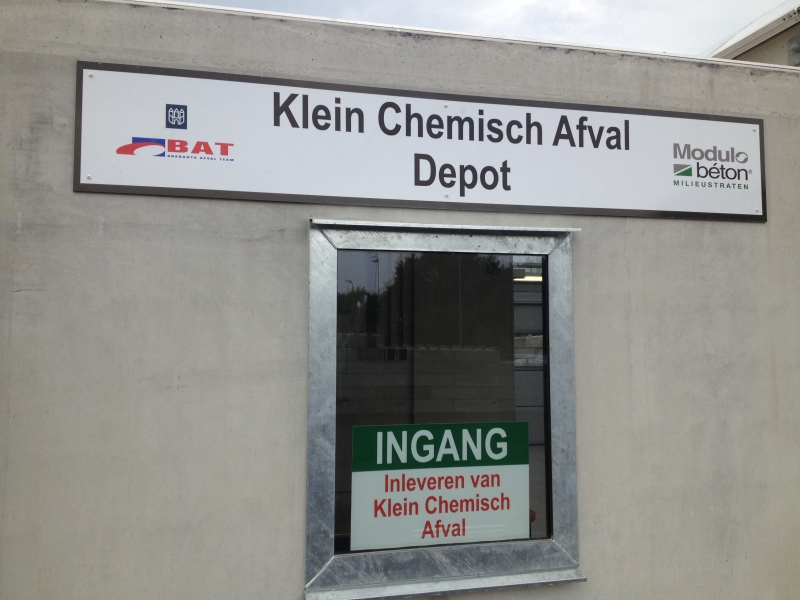 Klein Chemisch Afval
Depot
BAT
BRABANTS AFVAL TEAM
Modulo
béton®
MILIEUSTRATEN
INGANG
Inleveren van
Klein Chemisch
Afval